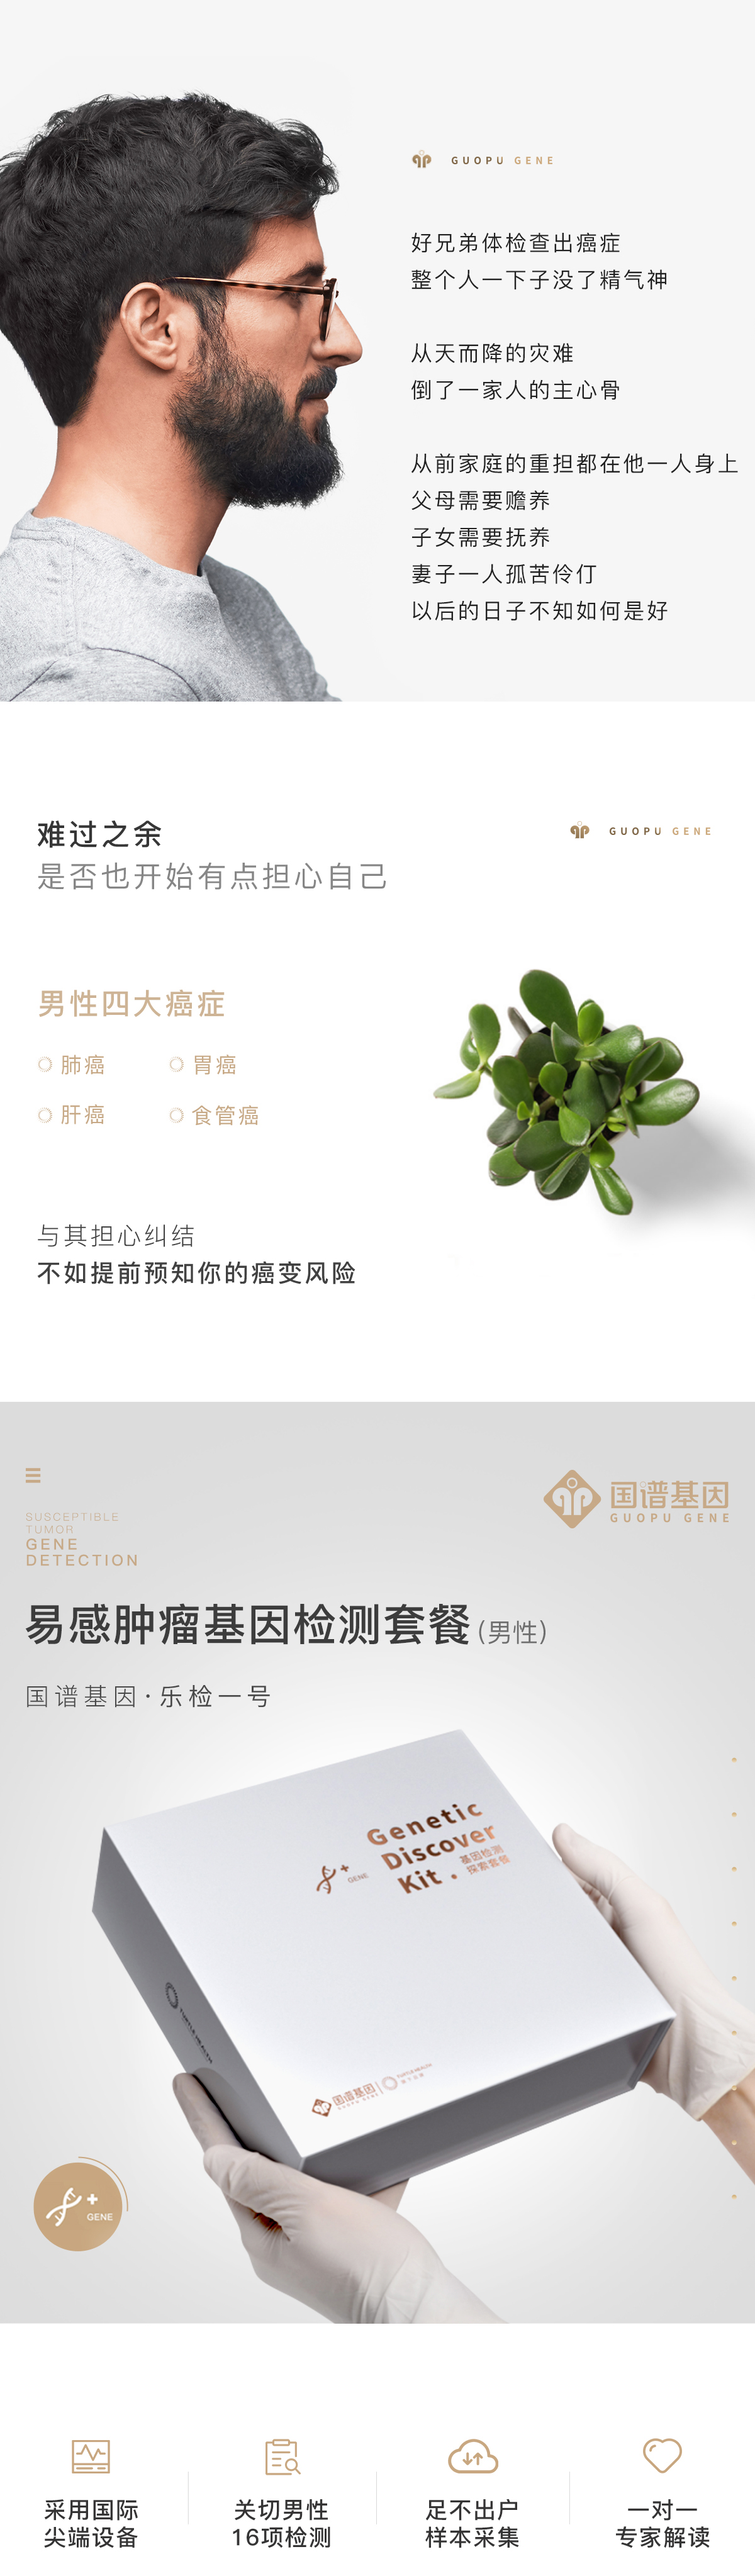 GUOPU GENE
好兄弟体检查出癌症
整个人一下子没了精气神
从天而降的灾难
倒了一家人的主心骨
从前家庭的重担都在他一人身上
父母需要赡养
子女需要抚养
妻子一人孤苦伶仃
以后的日子不知如何是好
难过之余
是否也开始有点担心自己
GUOPU GENE
男性四大癌症
肺癌
胃癌
肝癌
食管癌
与其担心纠结
不如提前预知你的癌变风险
SUSCEPTIBLE
TUMOR
GENE
DETECTION
国谱基因
GUOPU GENE
易感肿瘤基因检测套餐(男性)
国谱基因·乐检一号
Genetic
Discover
Kit .
基因检测
探索套餐
GENE
TURTLE HEALTH
国谱基因
GUOPU GENE
TURTLE HEALTH
GENE
采用国际
尖端设备
关切男性
16项检测
足不出户
样本采集
一对一
专家解读